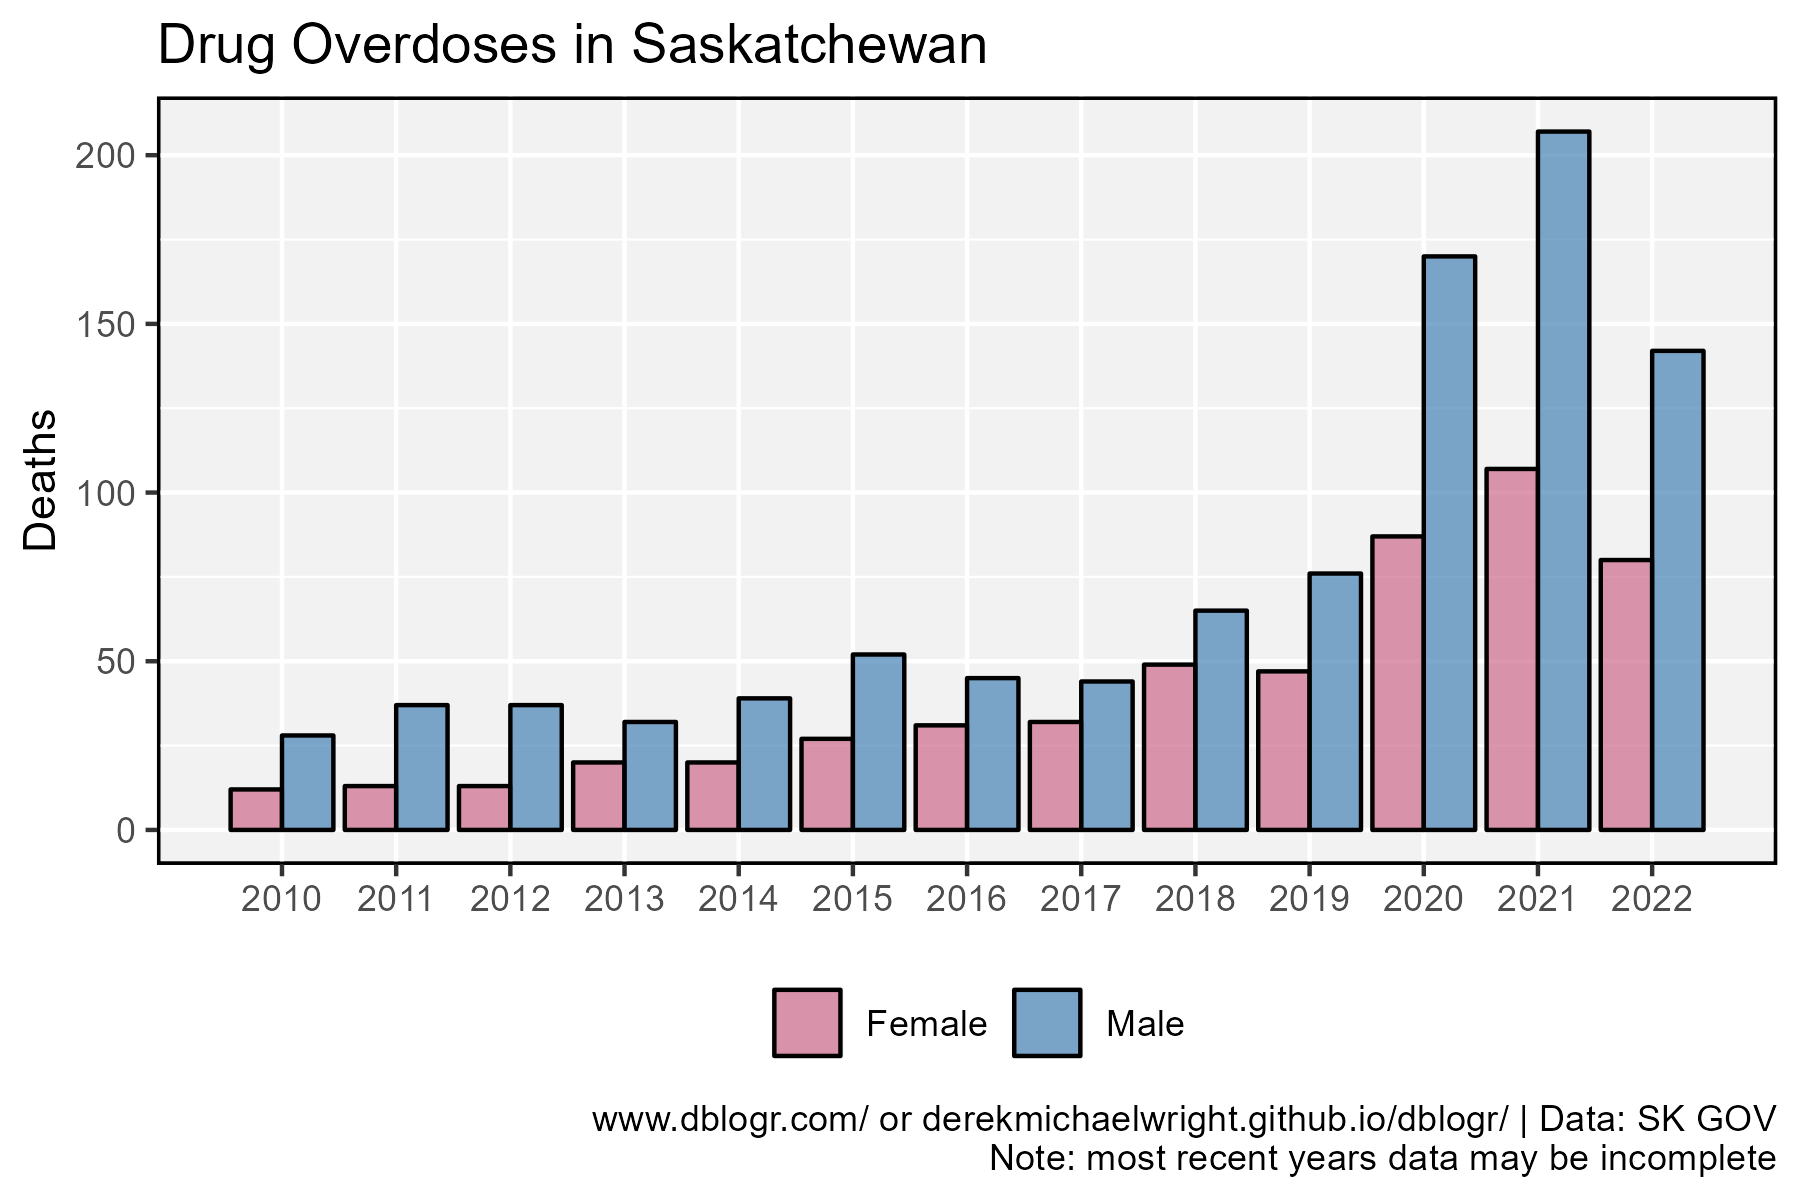 Drug Overdoses in Saskatchewan
Deaths
200
150
100
50
0
2010 2011 2012 2013 2014 2015 2016 2017 2018 2019 2020 2021 2022
Female Male
www.dblogr.com/ or derekmichaelwright.github.io/dblogr/ | Data: SK GOV
Note: most recent years data may be incomplete